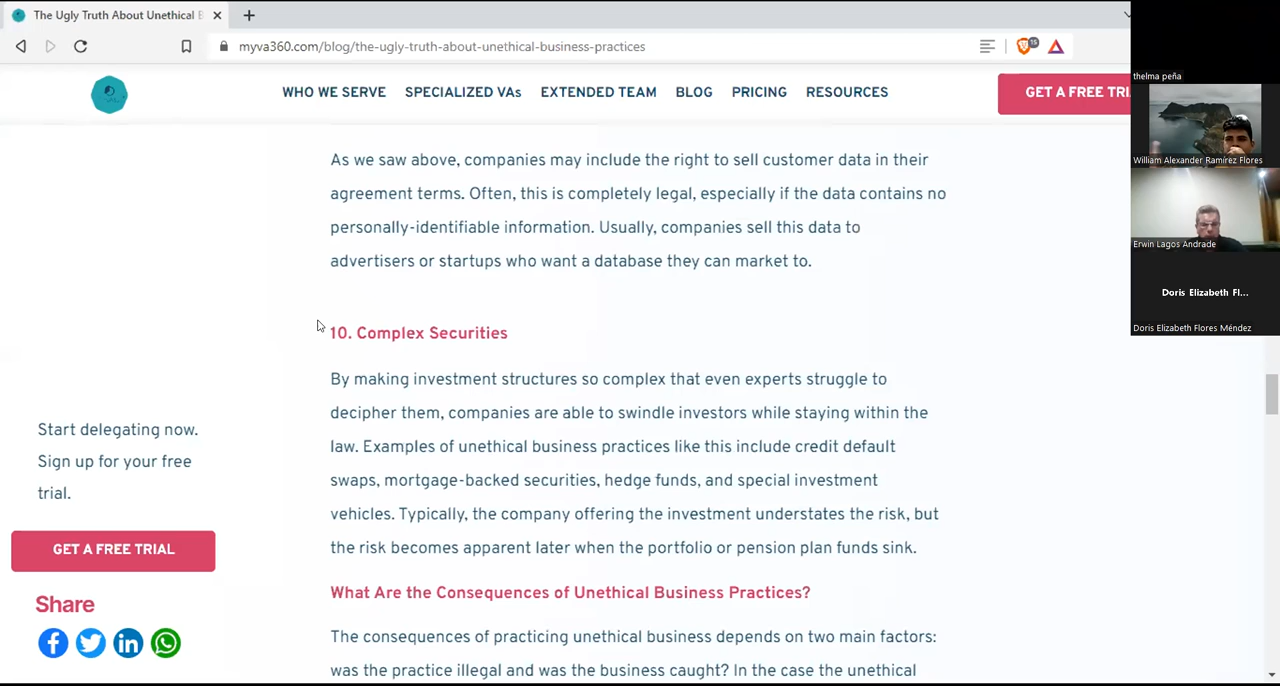 The Ugly Truth About Unethical B
myva360.com/blog/the-ugly-truth-about-unethical-business-practices
15
WHO WE SERVE
SPECIALIZED VAs
EXTENDED TEAM
BLOG
PRICING
RESOURCES
GET A FREE TRI
thelma peña
William Alexander Ramírez Flores
Erwin Lagos Andrade
Doris Elizabeth Fl...
Doris Elizabeth Flores Méndez
As we saw above, companies may include the right to sell customer data in their
agreement terms. Often, this is completely legal, especially if the data contains no
personally-identifiable information. Usually, companies sell this data to
advertisers or startups who want a database they can market to.
10. Complex Securities
By making investment structures so complex that even experts struggle to
decipher them, companies are able to swindle investors while staying within the
law. Examples of unethical business practices like this include credit default
swaps, mortgage-backed securities, hedge funds, and special investment
vehicles. Typically, the company offering the investment understates the risk, but
the risk becomes apparent later when the portfolio or pension plan funds sink.
What Are the Consequences of Unethical Business Practices?
The consequences of practicing unethical business depends on two main factors:
was the practice illegal and was the business caught? In the case the unethical
Start delegating now.
Sign up for your free
trial.
GET A FREE TRIAL
Share